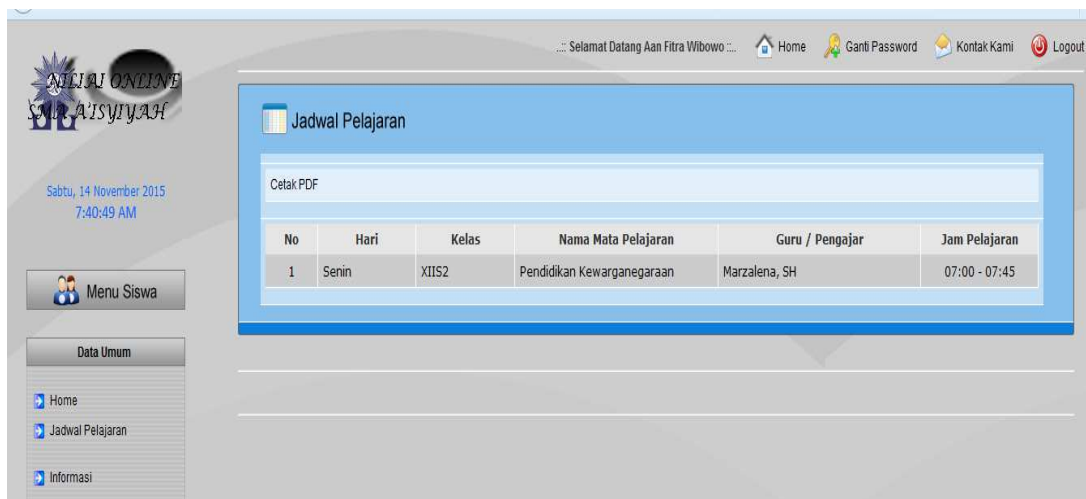 ..:: Selamat Datang Aan Fitra Wibowo ::..
Home
Ganti Password
Kontak Kami
Logout
NILIAI ONLINE
SMA A'ISYIYAH
Sabtu, 14 November 2015
7:40:49 AM
Menu Siswa
Data Umum
Home
Jadwal Pelajaran
Informasi
Jadwal Pelajaran
Cetak PDF
No Hari Kelas Nama Mata Pelajaran Guru / Pengajar Jam Pelajaran
1 Senin XIIS2 Pendidikan Kewarganegaraan Marzalena, SH 07:00 - 07:45